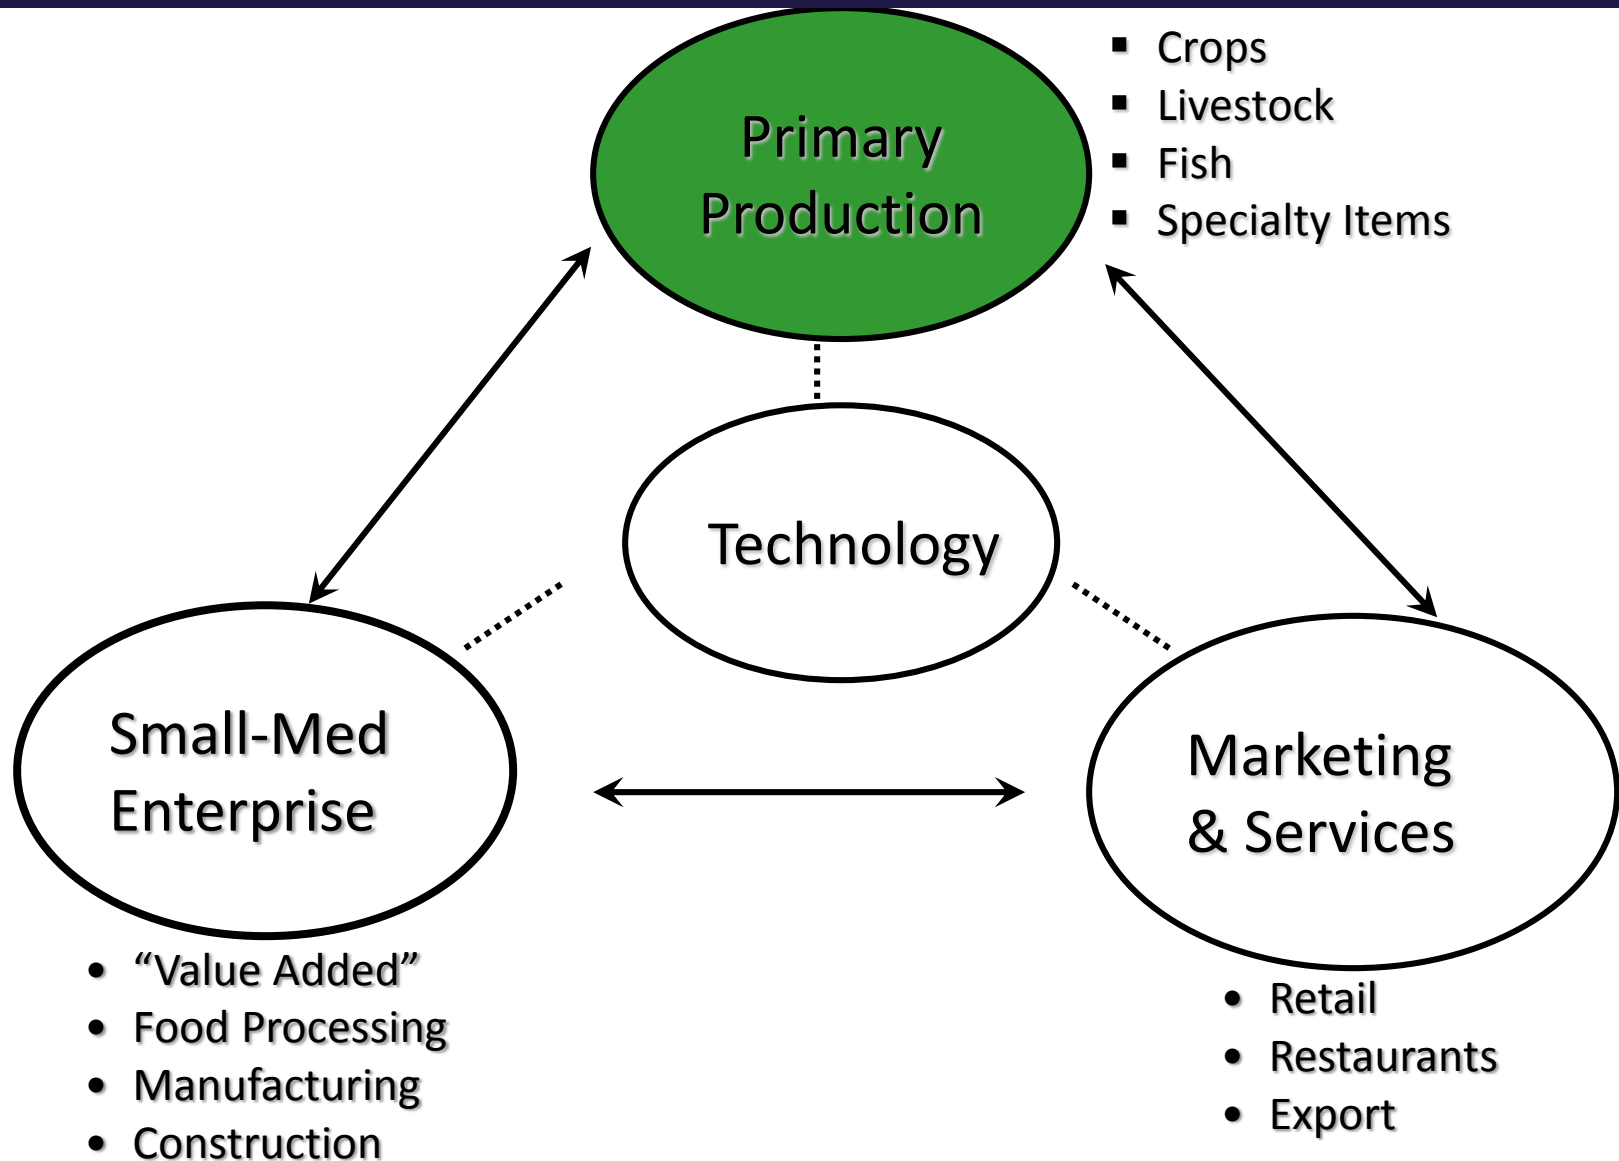 Primary
Production
▪ Crops
▪ Livestock
▪ Fish
▪ Specialty Items
Technology
Small-Med
Enterprise
Marketing
& Services
• “Value Added”
• Food Processing
• Manufacturing
• Construction
• Retail
• Restaurants
• Export